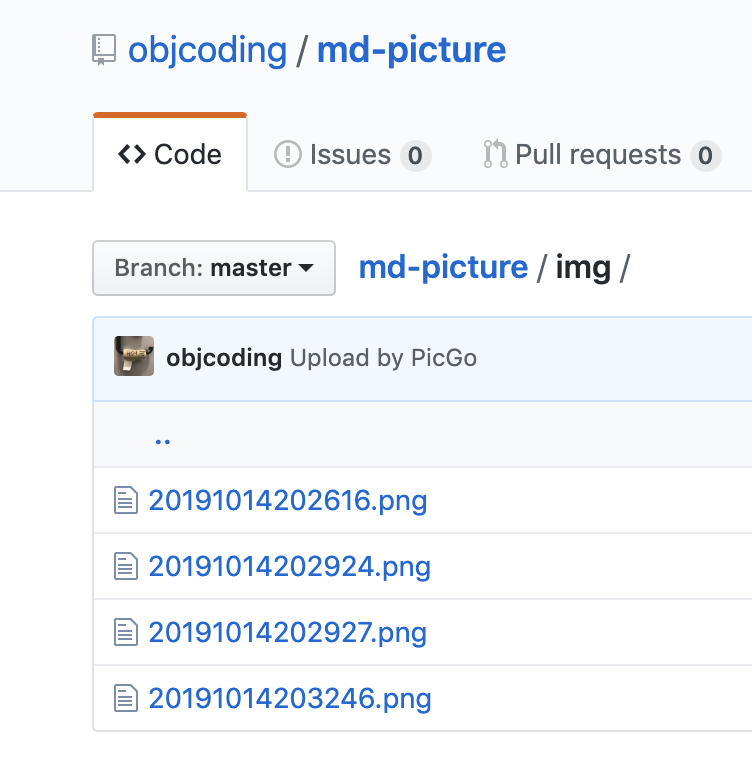 objcoding / md-picture
Code Issues 0 Pull requests 0
Branch: master md-picture / img /
objcoding Upload by PicGo
..
20191014202616.png
20191014202924.png
20191014202927.png
20191014203246.png